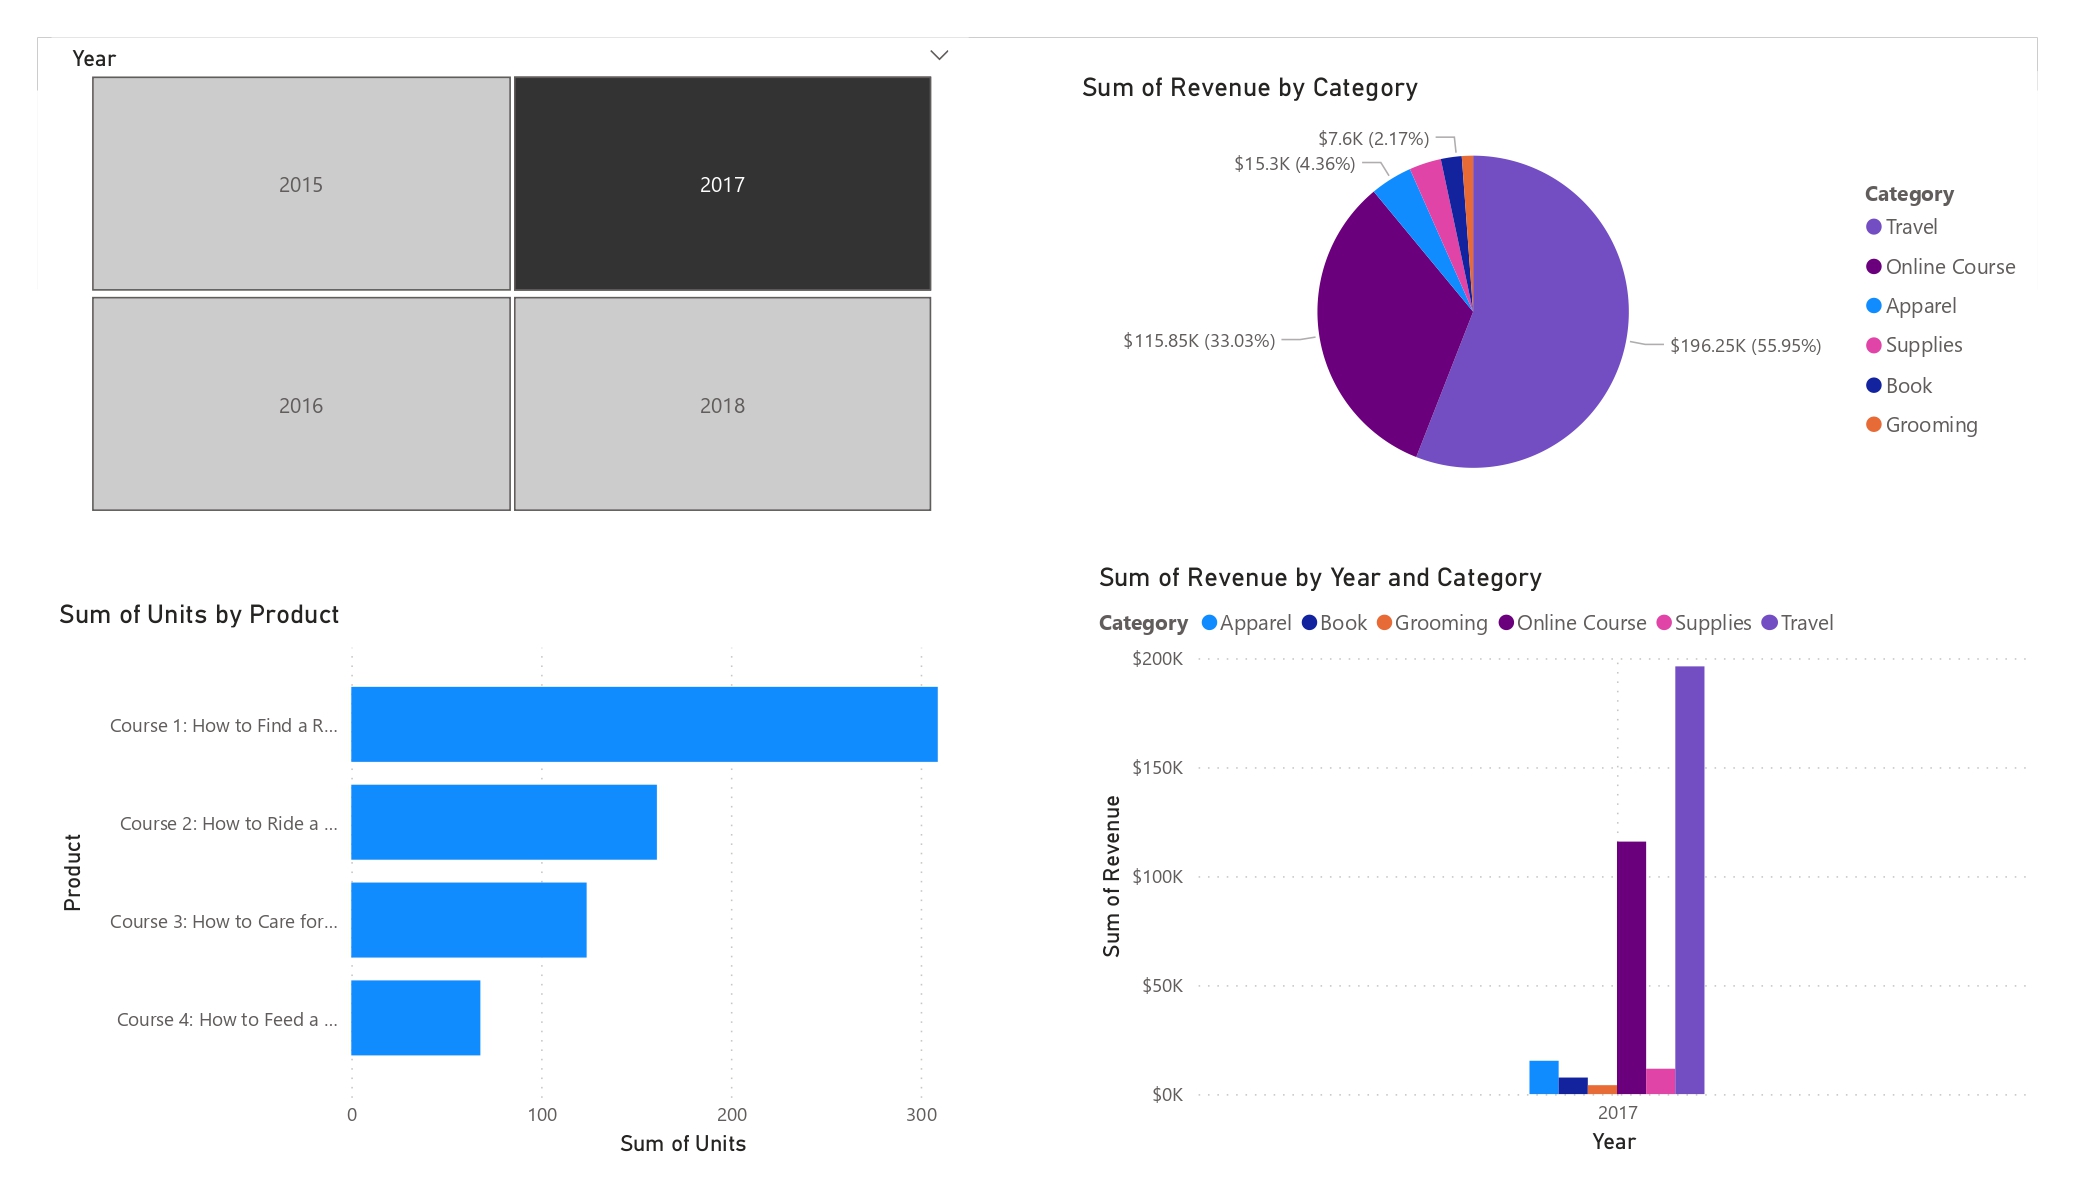 Year
2015
2017
2016
2018
Sum of Revenue by Category
$7.6K (2.17%)
$15.3K (4.36%)
$115.85K (33.03%)
$196.25K (55.95%)
Category
Travel
Online Course
Apparel
Supplies
Book
Grooming
Sum of Units by Product
Product
Course 1: How to Find a R...
Course 2: How to Ride a ...
Course 3: How to Care for...
Course 4: How to Feed a ...
0 100 200 300
Sum of Units
Sum of Revenue by Year and Category
Category Apparel Book Grooming Online Course Supplies Travel
Sum of Revenue
$200K
$150K
$100K
$50K
$0K
2017
Year